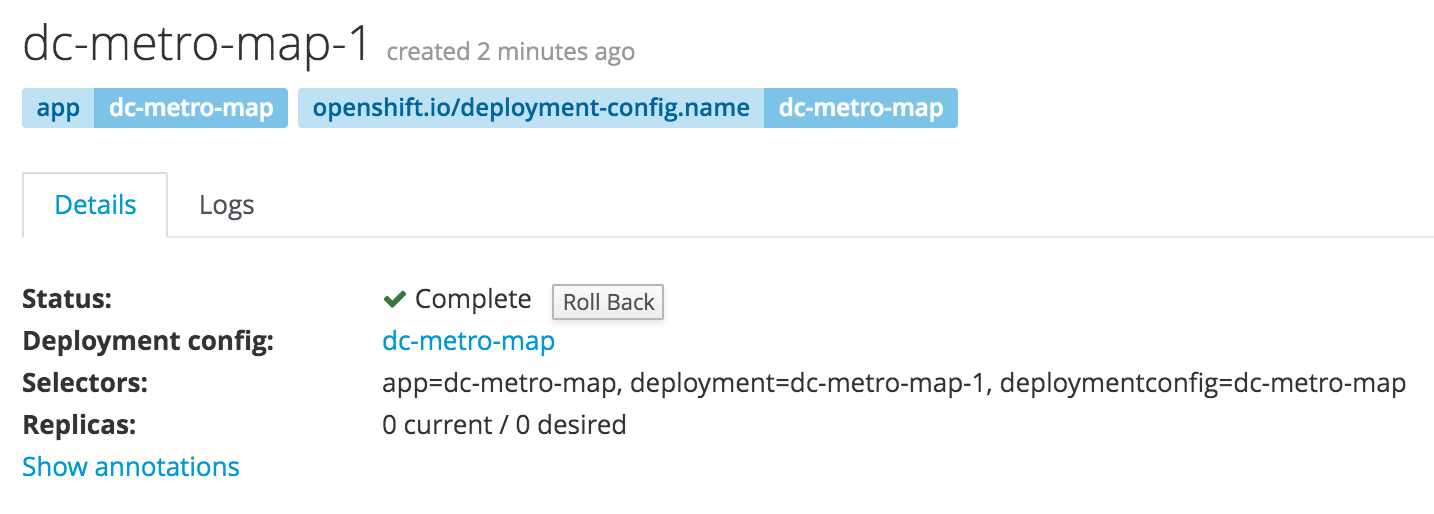 dc-metro-map-1 created 2 minutes ago
app dc-metro-map openshift.io/deployment-config.name dc-metro-map
Details Logs
Status: Complete Roll Back
Deployment config: dc-metro-map
Selectors: app=dc-metro-map, deployment=dc-metro-map-1, deploymentconfig=dc-metro-map
Replicas: 0 current / 0 desired
Show annotations